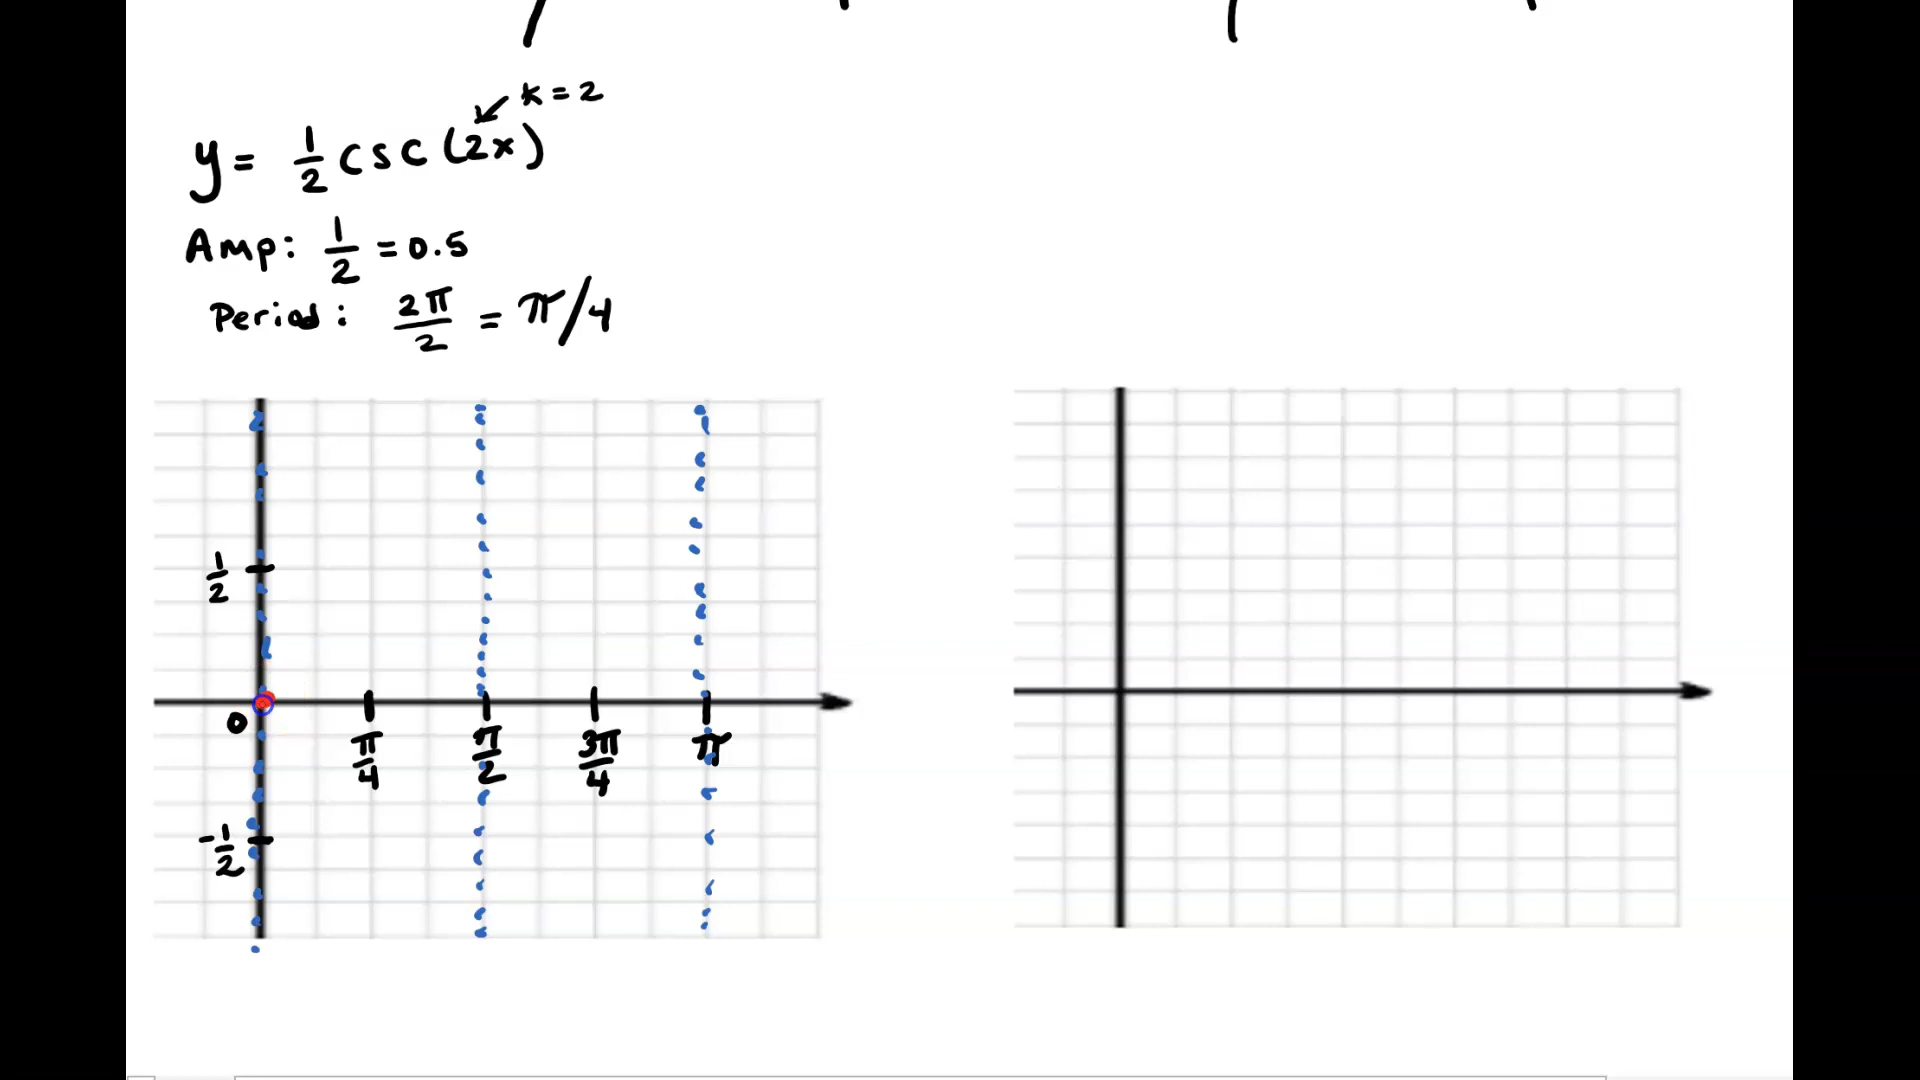 k = 2
y = 1/2 csc (2x)
Amp: 1/2 = 0.5
Period: 2π/2 = π/4
1/2
0
π/4 π/2 3π/4 π
-1/2